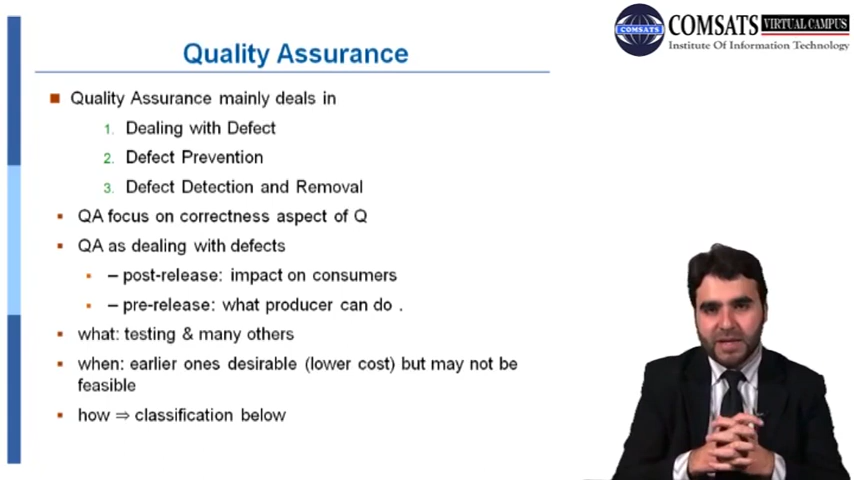 COMSATS
COMSATS VIRTUAL CAMPUS
Institute Of Information Technology
Quality Assurance
Quality Assurance mainly deals in
1. Dealing with Defect
2. Defect Prevention
3. Defect Detection and Removal
QA focus on correctness aspect of Q
QA as dealing with defects
– post-release: impact on consumers
– pre-release: what producer can do .
what: testing & many others
when: earlier ones desirable (lower cost) but may not be
feasible
how ⇒ classification below